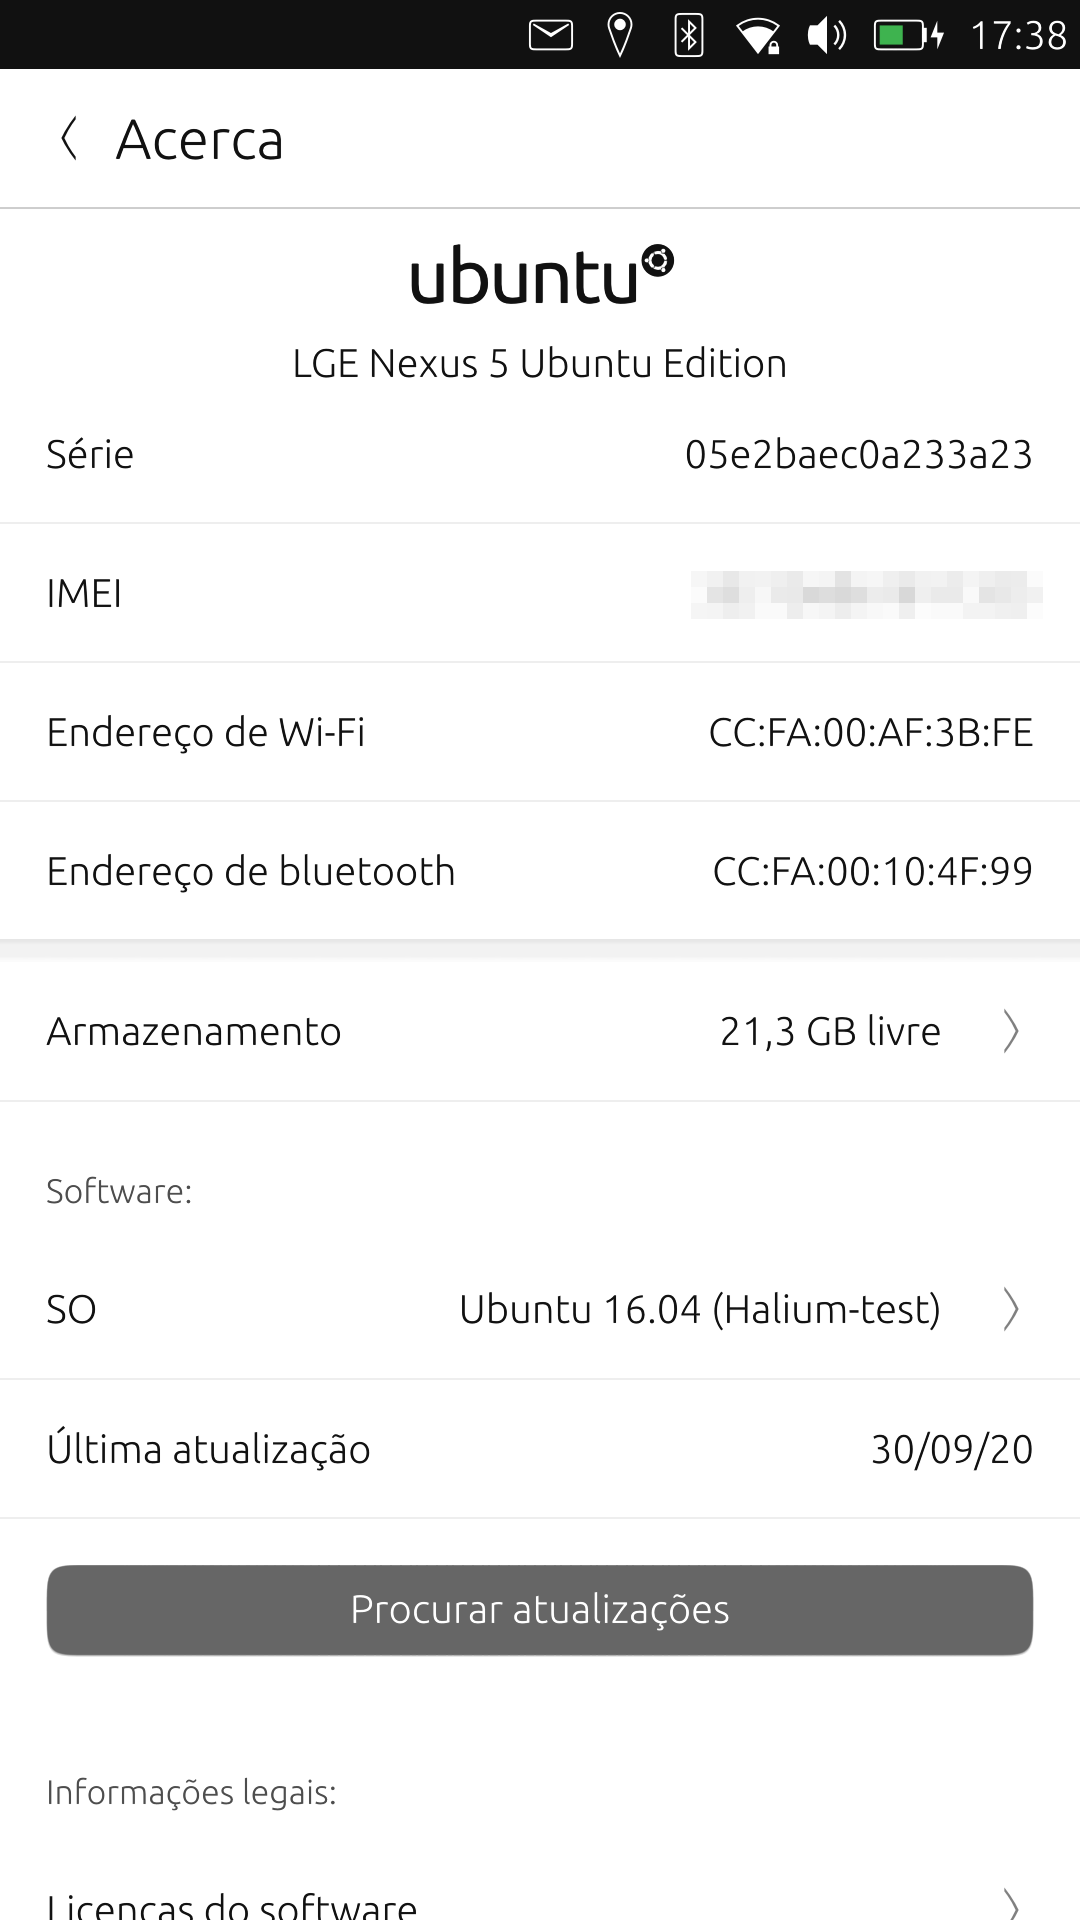 17:38
Acerca
ubuntu
LGE Nexus 5 Ubuntu Edition
Série 05e2baec0a233a23
IMEI
Endereço de Wi-Fi CC:FA:00:AF:3B:FE
Endereço de bluetooth CC:FA:00:10:4F:99
Armazenamento 21,3 GB livre
Software:
SO Ubuntu 16.04 (Halium-test)
Última atualização 30/09/20
Procurar atualizações
Informações legais:
Licenças do software